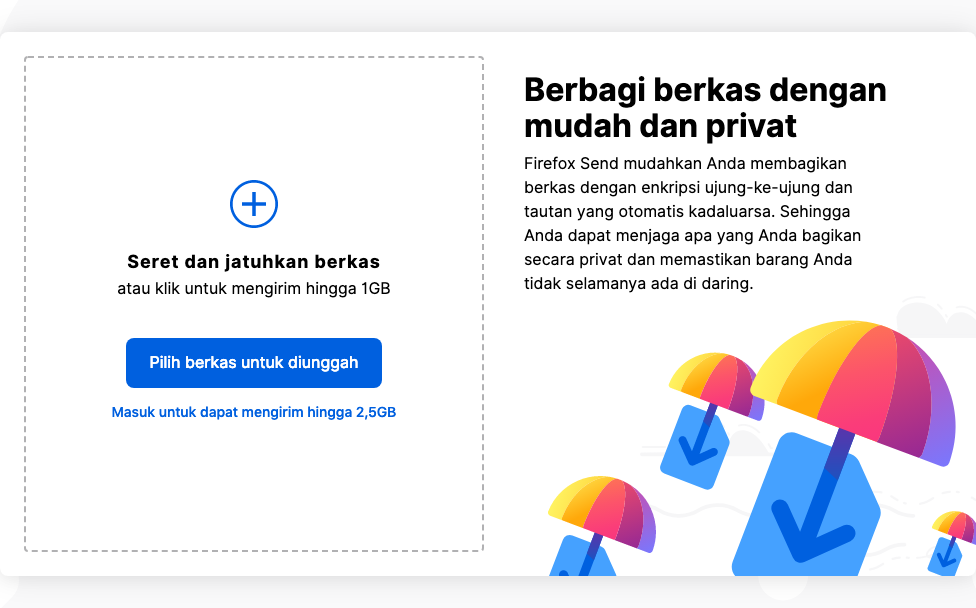 Seret dan jatuhkan berkas
atau klik untuk mengirim hingga 1GB
Pilih berkas untuk diunggah
Masuk untuk dapat mengirim hingga 2,5GB
Berbagi berkas dengan
mudah dan privat
Firefox Send mudahkan Anda membagikan
berkas dengan enkripsi ujung-ke-ujung dan
tautan yang otomatis kadaluarsa. Sehingga
Anda dapat menjaga apa yang Anda bagikan
secara privat dan memastikan barang Anda
tidak selamanya ada di daring.